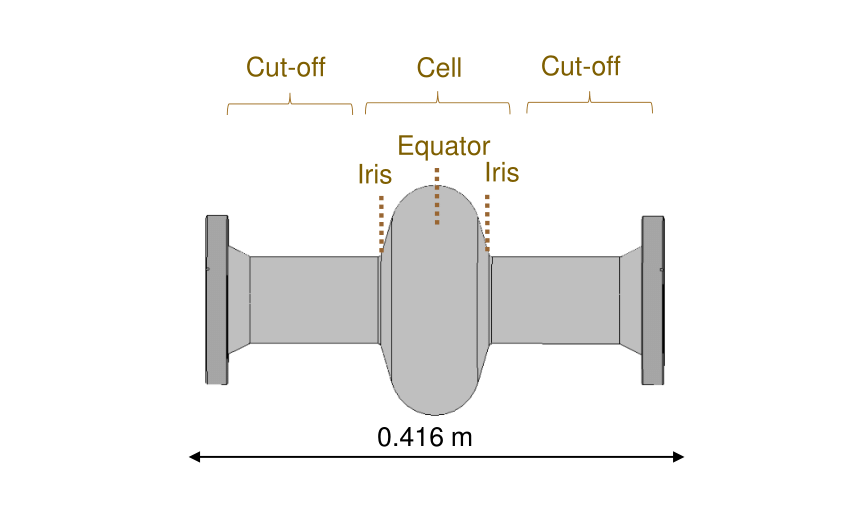 Cut-off
Cell
Cut-off
Equator
Iris
Iris
0.416 m